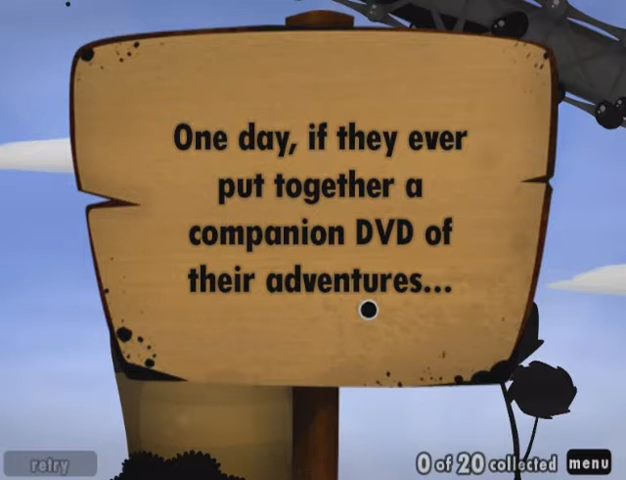 One day, if they ever
put together a
companion DVD of
their adventures...
retry
0 of 20 collected menu